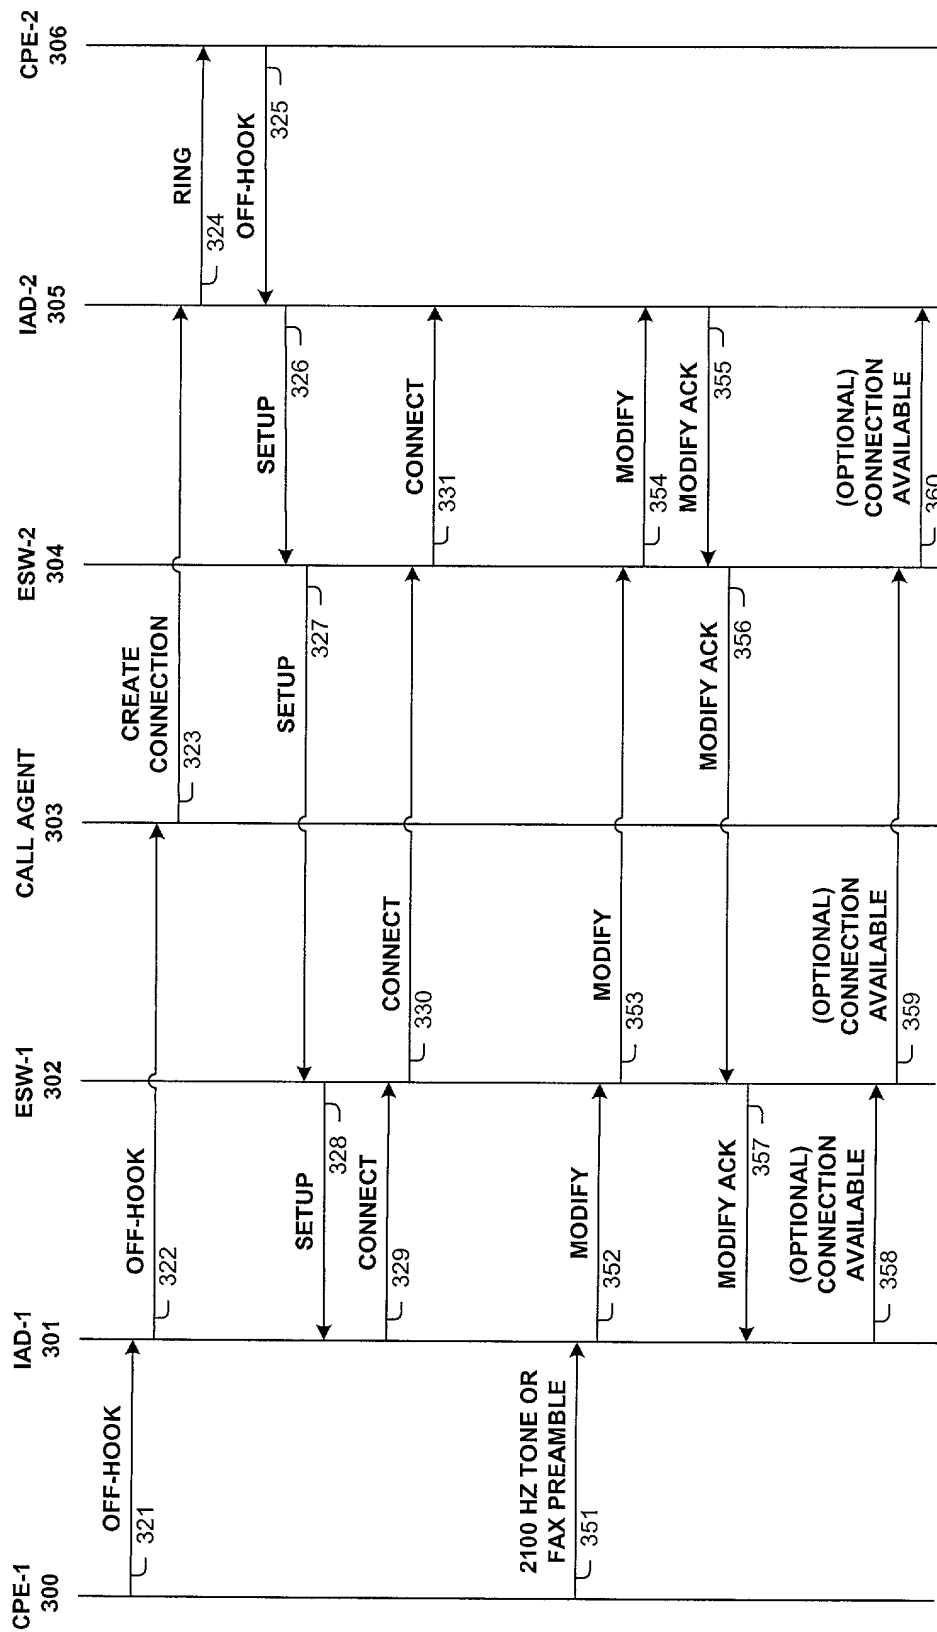 CPE-1
300
IAD-1
301
ESW-1
302
CALL AGENT
303
ESW-2
304
IAD-2
305
CPE-2
306
OFF-HOOK
321
OFF-HOOK
322
CREATE
CONNECTION
323
RING
324
OFF-HOOK
325
SETUP
326
SETUP
327
SETUP
328
CONNECT
329
CONNECT
330
CONNECT
331
2100 HZ TONE OR
FAX PREAMBLE
351
MODIFY
352
MODIFY
353
MODIFY
354
MODIFY ACK
355
MODIFY ACK
356
MODIFY ACK
357
(OPTIONAL)
CONNECTION
AVAILABLE
358
(OPTIONAL)
CONNECTION
AVAILABLE
359
(OPTIONAL)
CONNECTION
AVAILABLE
360